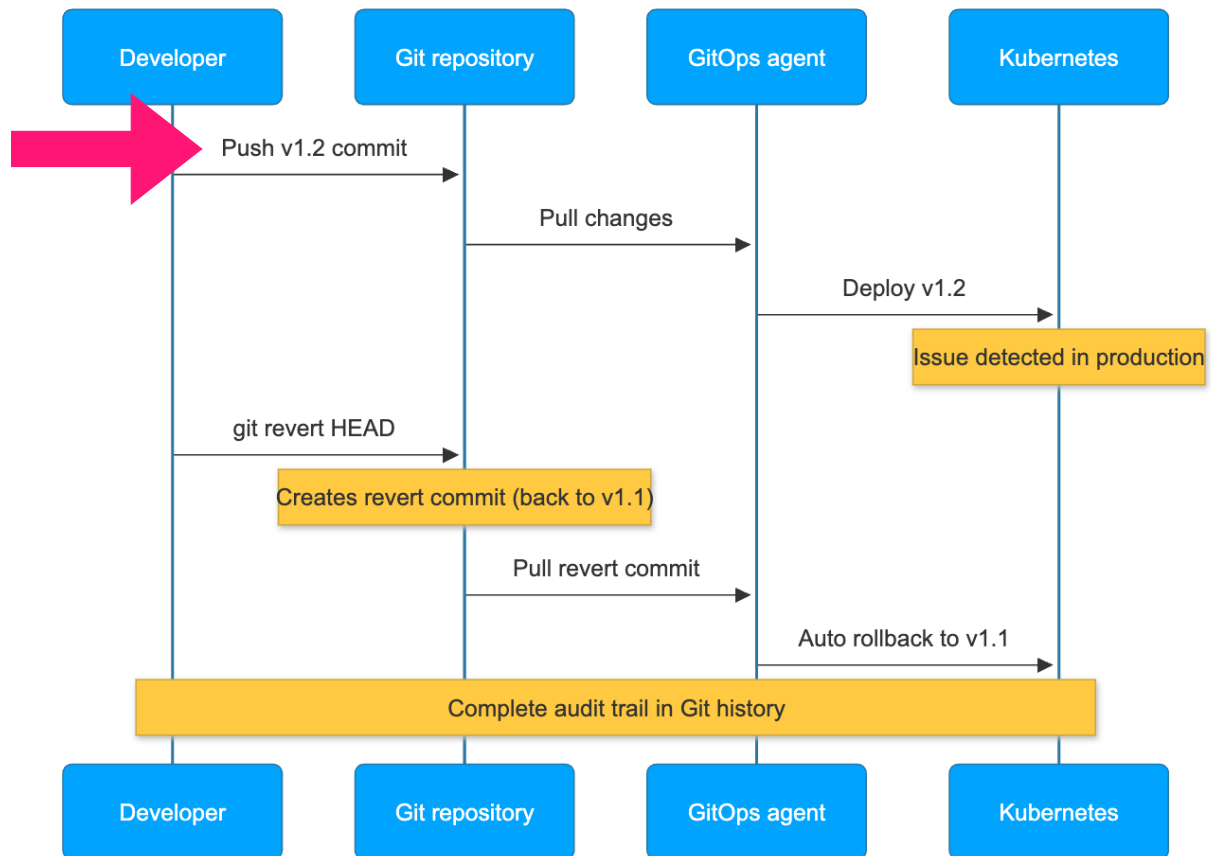 Developer
Git repository
GitOps agent
Kubernetes
Push v1.2 commit
Pull changes
Deploy v1.2
Issue detected in production
git revert HEAD
Creates revert commit (back to v1.1)
Pull revert commit
Auto rollback to v1.1
Complete audit trail in Git history
Developer
Git repository
GitOps agent
Kubernetes